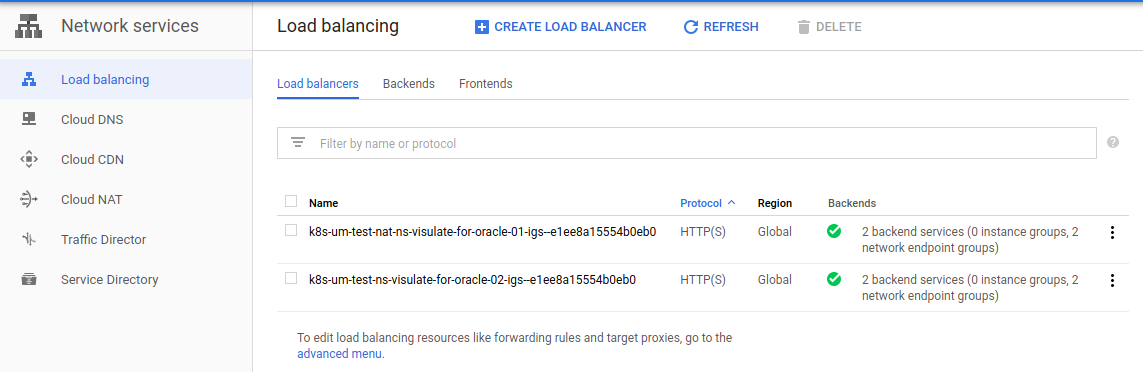 Network services
Load balancing
CREATE LOAD BALANCER
REFRESH
DELETE
Load balancing
Cloud DNS
Cloud CDN
Cloud NAT
Traffic Director
Service Directory
Load balancers
Backends
Frontends
Filter by name or protocol
?
Name
Protocol
Region
Backends
k8s-um-test-nat-ns-visulate-for-oracle-01-igs--e1ee8a15554b0eb0
HTTP(S)
Global
2 backend services (0 instance groups, 2
network endpoint groups)
k8s-um-test-ns-visulate-for-oracle-02-igs--e1ee8a15554b0eb0
HTTP(S)
Global
2 backend services (0 instance groups, 2
network endpoint groups)
To edit load balancing resources like forwarding rules and target proxies, go to the
advanced menu.